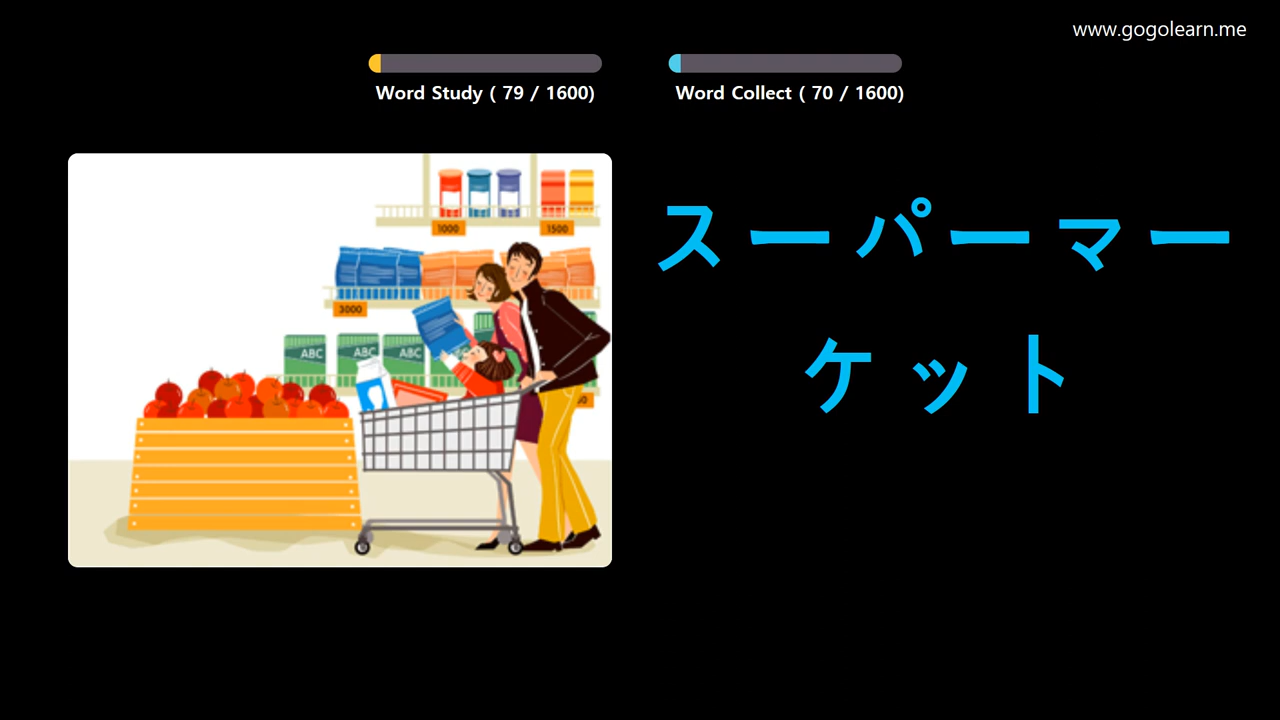 www.gogolearn.me
Word Study ( 79 / 1600)
Word Collect ( 70 / 1600)
1000
1500
3000
ABC
ABC
ABC
スーパーマー
ケット